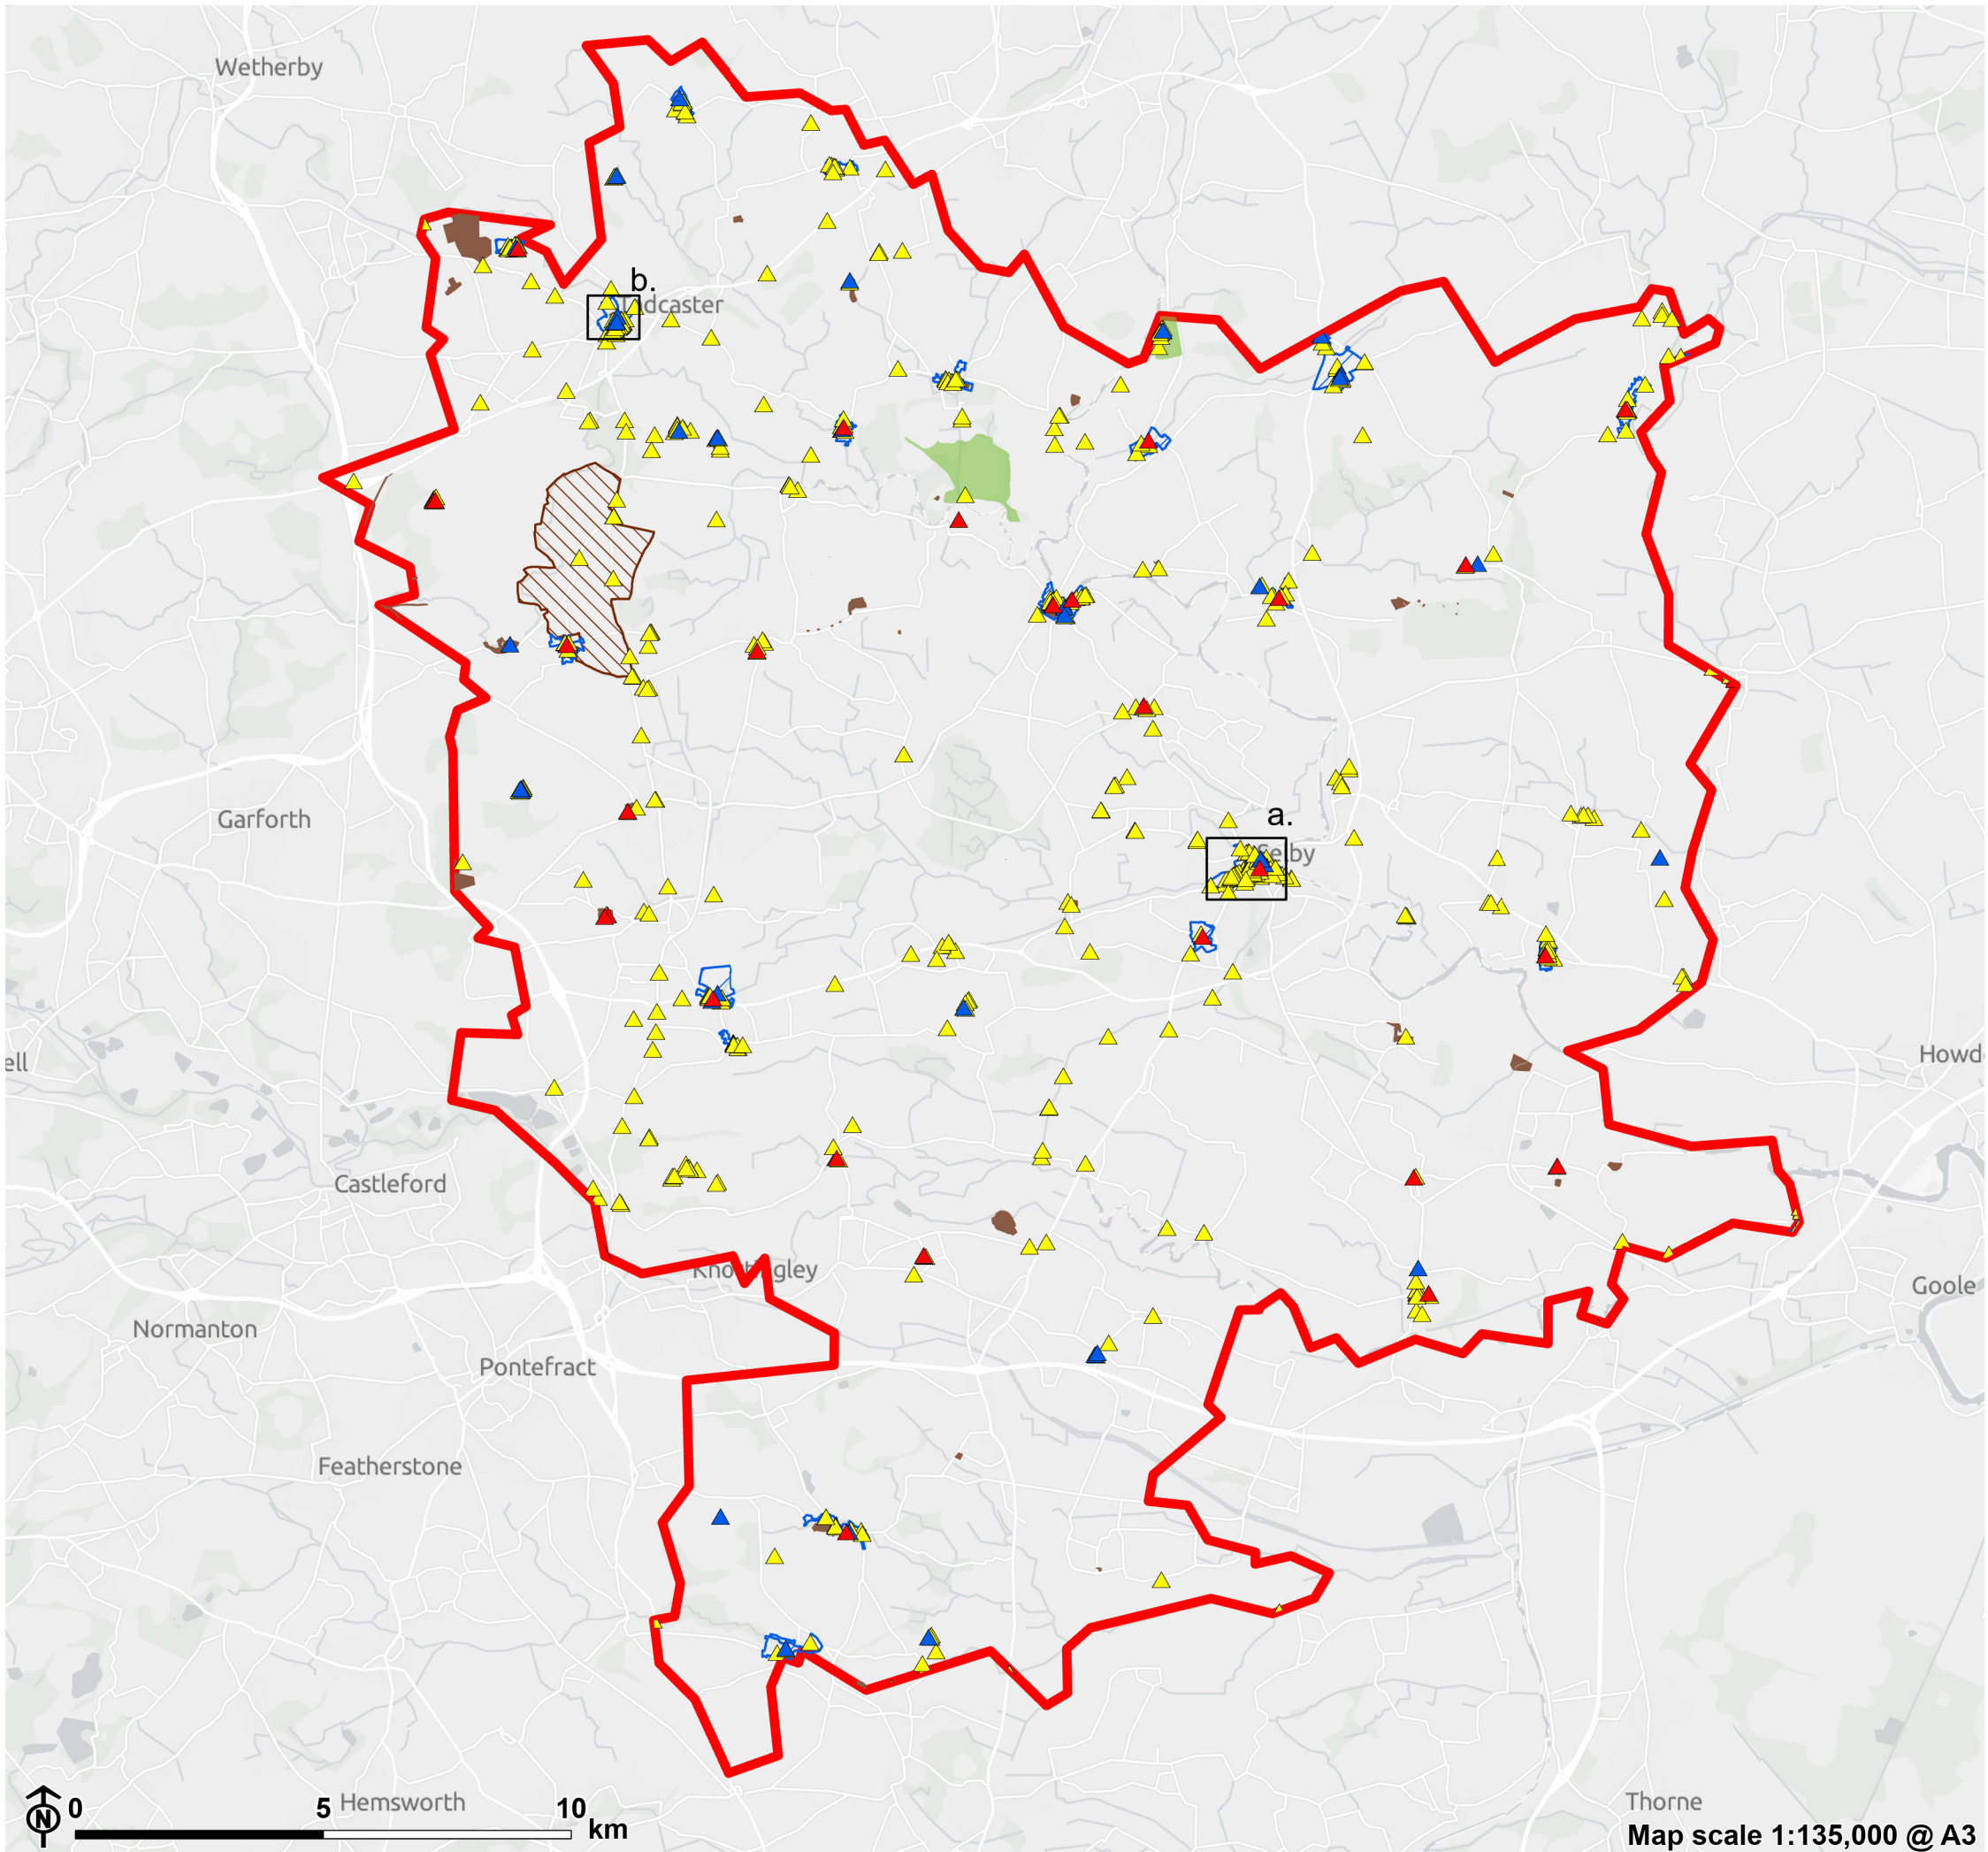 Wetherby
b.
dcaster
a.
Selby
Garforth
ell
Howd
Castleford
Knottingley
Goole
Normanton
Pontefract
Featherstone
0 5 10
km
Hemsworth
N
Thorne
Map scale 1:135,000 @ A3